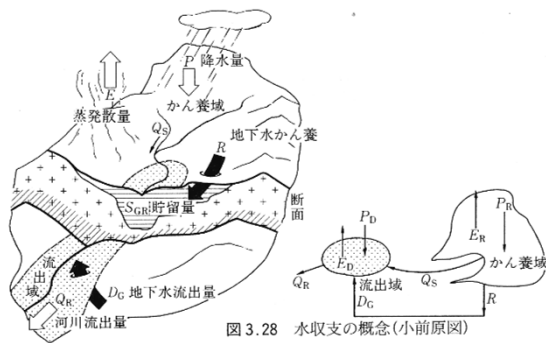 P 降水量
E
蒸発散量
かん養域
QS
地下水かん養
R
SGR 貯留量
断面
流出域
DG 地下水流出量
QR
河川流出量
PD
ED
流出域
QR
DG
QS
PR
ER
かん養域
R
図3.28 水収支の概念(小前原図)